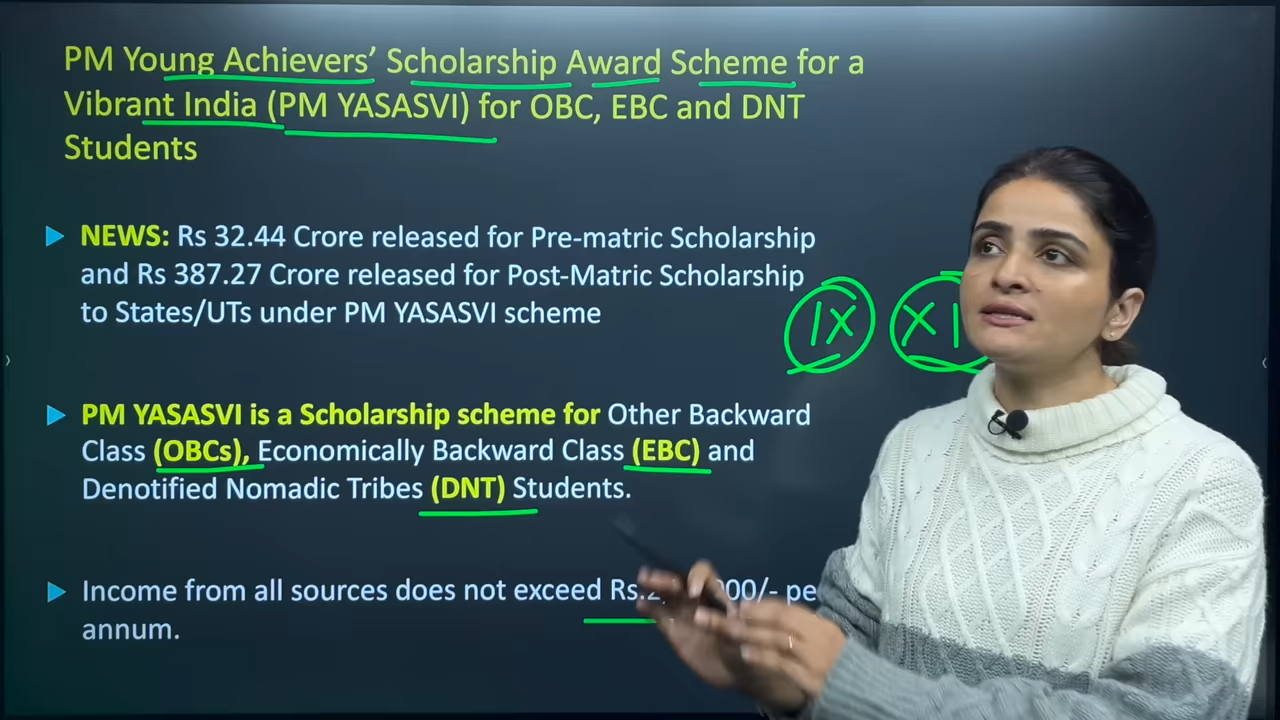 PM Young Achievers’ Scholarship Award Scheme for a
Vibrant India (PM YASASVI) for OBC, EBC and DNT
Students
NEWS: Rs 32.44 Crore released for Pre-matric Scholarship
and Rs 387.27 Crore released for Post-Matric Scholarship
to States/UTs under PM YASASVI scheme
IX
PM YASASVI is a Scholarship scheme for Other Backward
Class (OBCs), Economically Backward Class (EBC) and
Denotified Nomadic Tribes (DNT) Students.
Income from all sources does not exceed
annum.